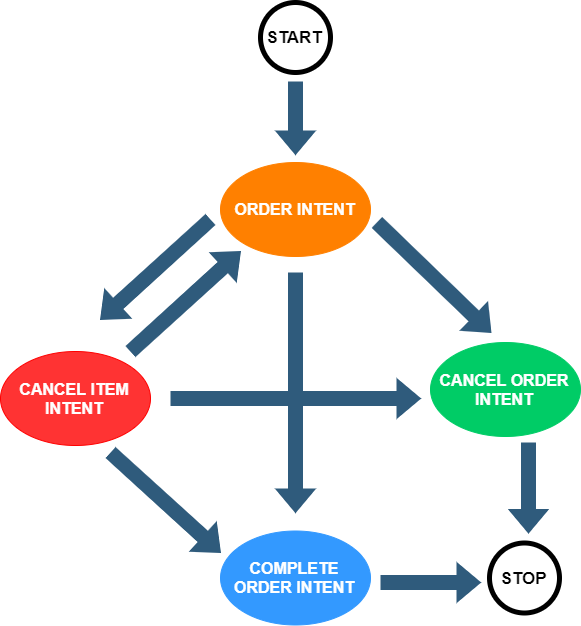 START
ORDER INTENT
CANCEL ITEM
INTENT
CANCEL ORDER
INTENT
COMPLETE
ORDER INTENT
STOP